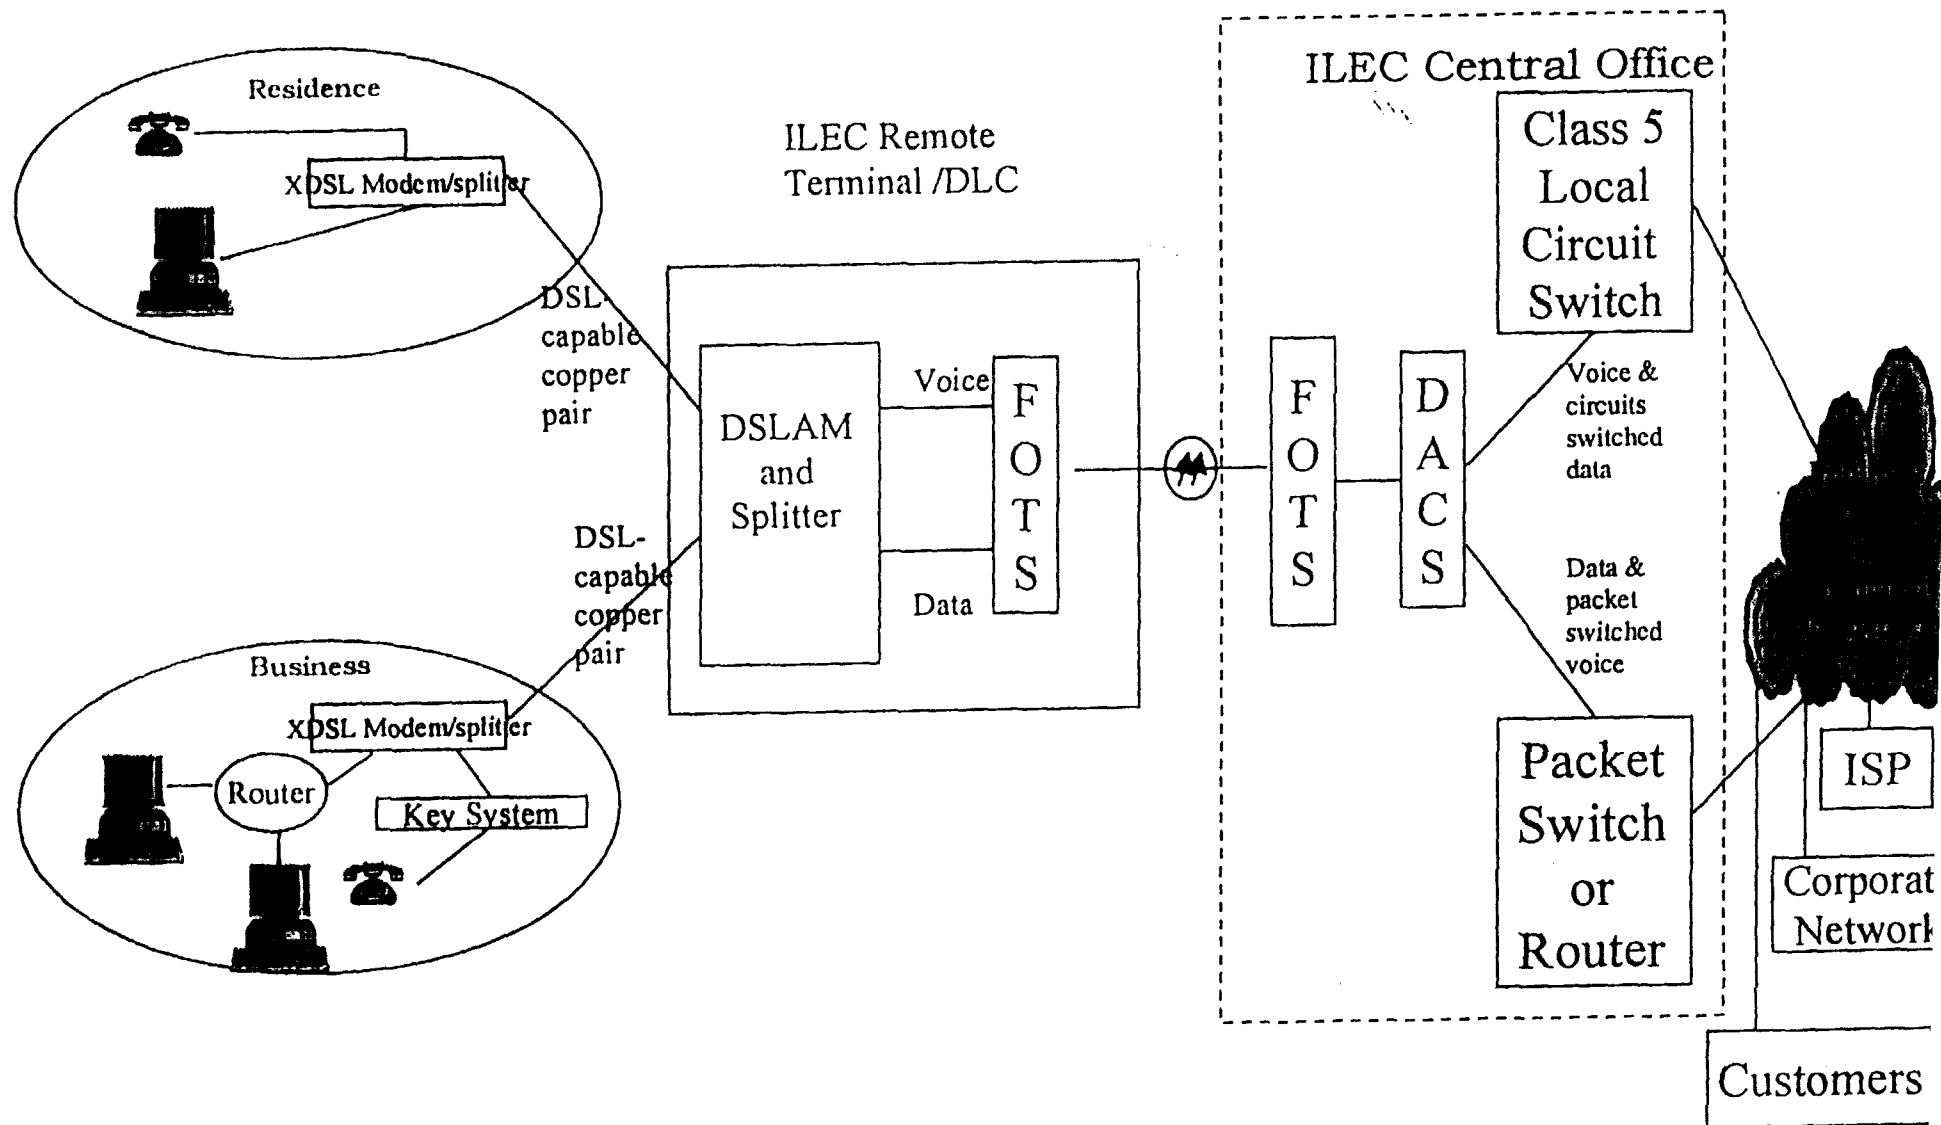 ILEC Central Office
Residence
XDSL Modem/splitter
ILEC Remote
Terminal /DLC
Class 5
Local
Circuit
Switch
DSL-
capable
copper
pair
DSLAM
and
Splitter
Voice
Data
F
O
T
S
F
O
T
S
D
A
C
S
Voice &
circuits
switched
data
Data &
packet
switched
voice
DSL-
capable
copper
pair
Business
XDSL Modem/splitter
Router
Key System
Packet
Switch
or
Router
ISP
Corporat
Network
Customers